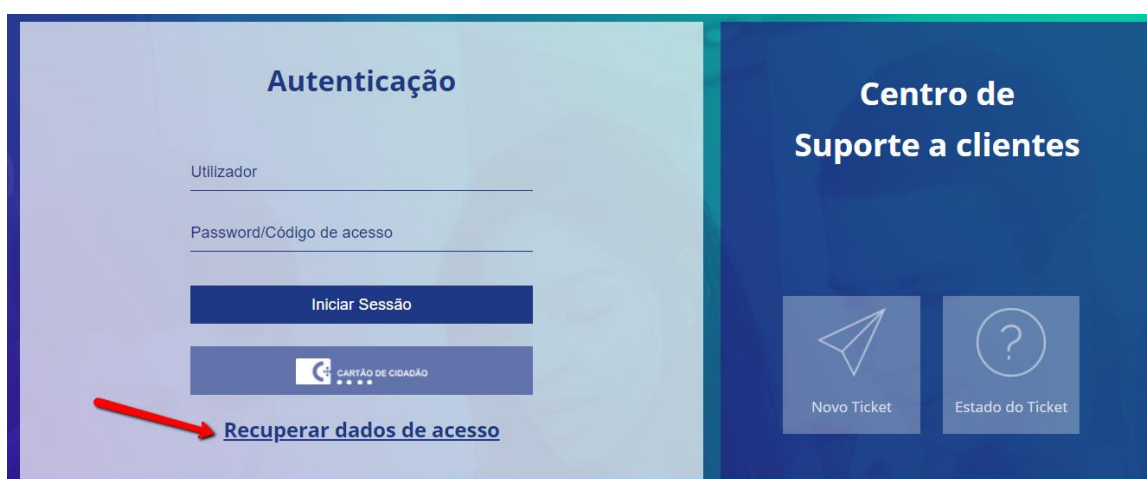 Autenticação
Utilizador
Password/Código de acesso
Iniciar Sessão
CARTÃO DE CIDADÃO
Recuperar dados de acesso
Centro de
Suporte a clientes
Novo Ticket
Estado do Ticket